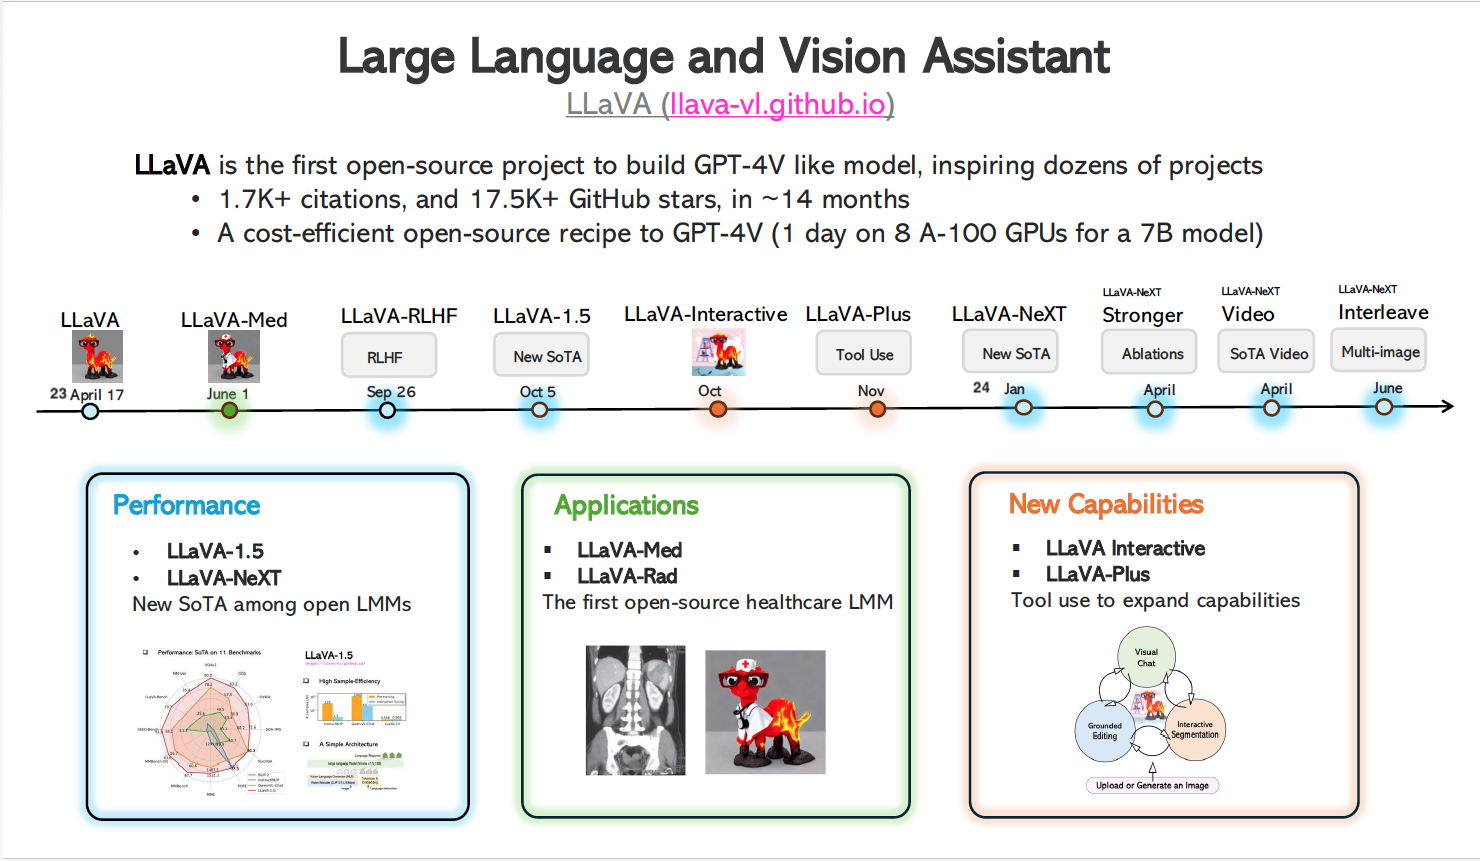 Large Language and Vision Assistant
LLaVA (llava-vl.github.io)
LLaVA is the first open-source project to build GPT-4V like model, inspiring dozens of projects
• 1.7K+ citations, and 17.5K+ GitHub stars, in ~14 months
• A cost-efficient open-source recipe to GPT-4V (1 day on 8 A-100 GPUs for a 7B model)
LLaVA
23 April 17
LLaVA-Med
June 1
LLaVA-RLHF
RLHF
Sep 26
LLaVA-1.5
New SoTA
Oct 5
LLaVA-Interactive
Oct
LLaVA-Plus
Tool Use
Nov
LLaVA-NeXT
New SoTA
24 Jan
LLaVA-NeXT
Stronger
Ablations
April
LLaVA-NeXT
Video
SoTA Video
April
LLaVA-NeXT
Interleave
Multi-image
June
Performance
• LLaVA-1.5
• LLaVA-NeXT
New SoTA among open LMMs
Performance: SoTA on 11 Benchmarks
LLaVA-1.5
High Sample-Efficiency
A Simple Architecture
Applications
▪ LLaVA-Med
▪ LLaVA-Rad
The first open-source healthcare LMM
New Capabilities
▪ LLaVA Interactive
▪ LLaVA-Plus
Tool use to expand capabilities
Visual
Chat
Grounded
Editing
Interactive
Segmentation
Upload or Generate an Image